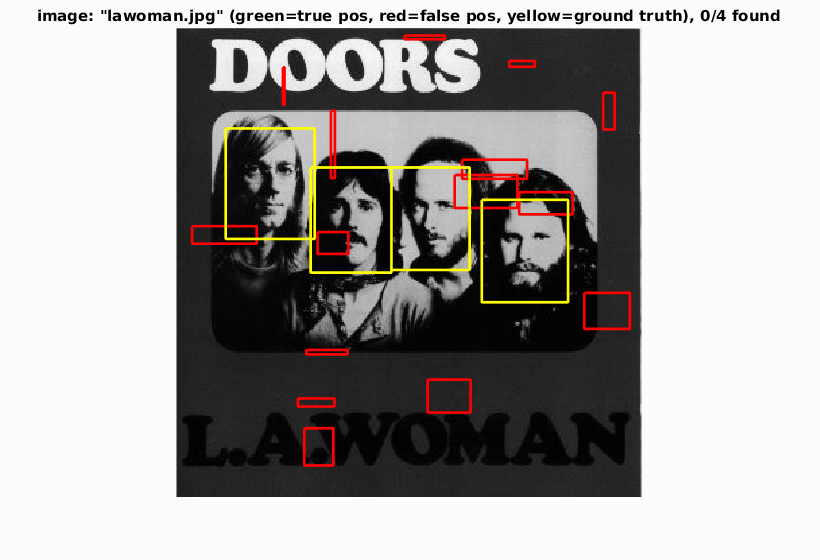 image: "lawoman.jpg" (green=true pos, red=false pos, yellow=ground truth), 0/4 found
DOORS
L.A.WOMAN